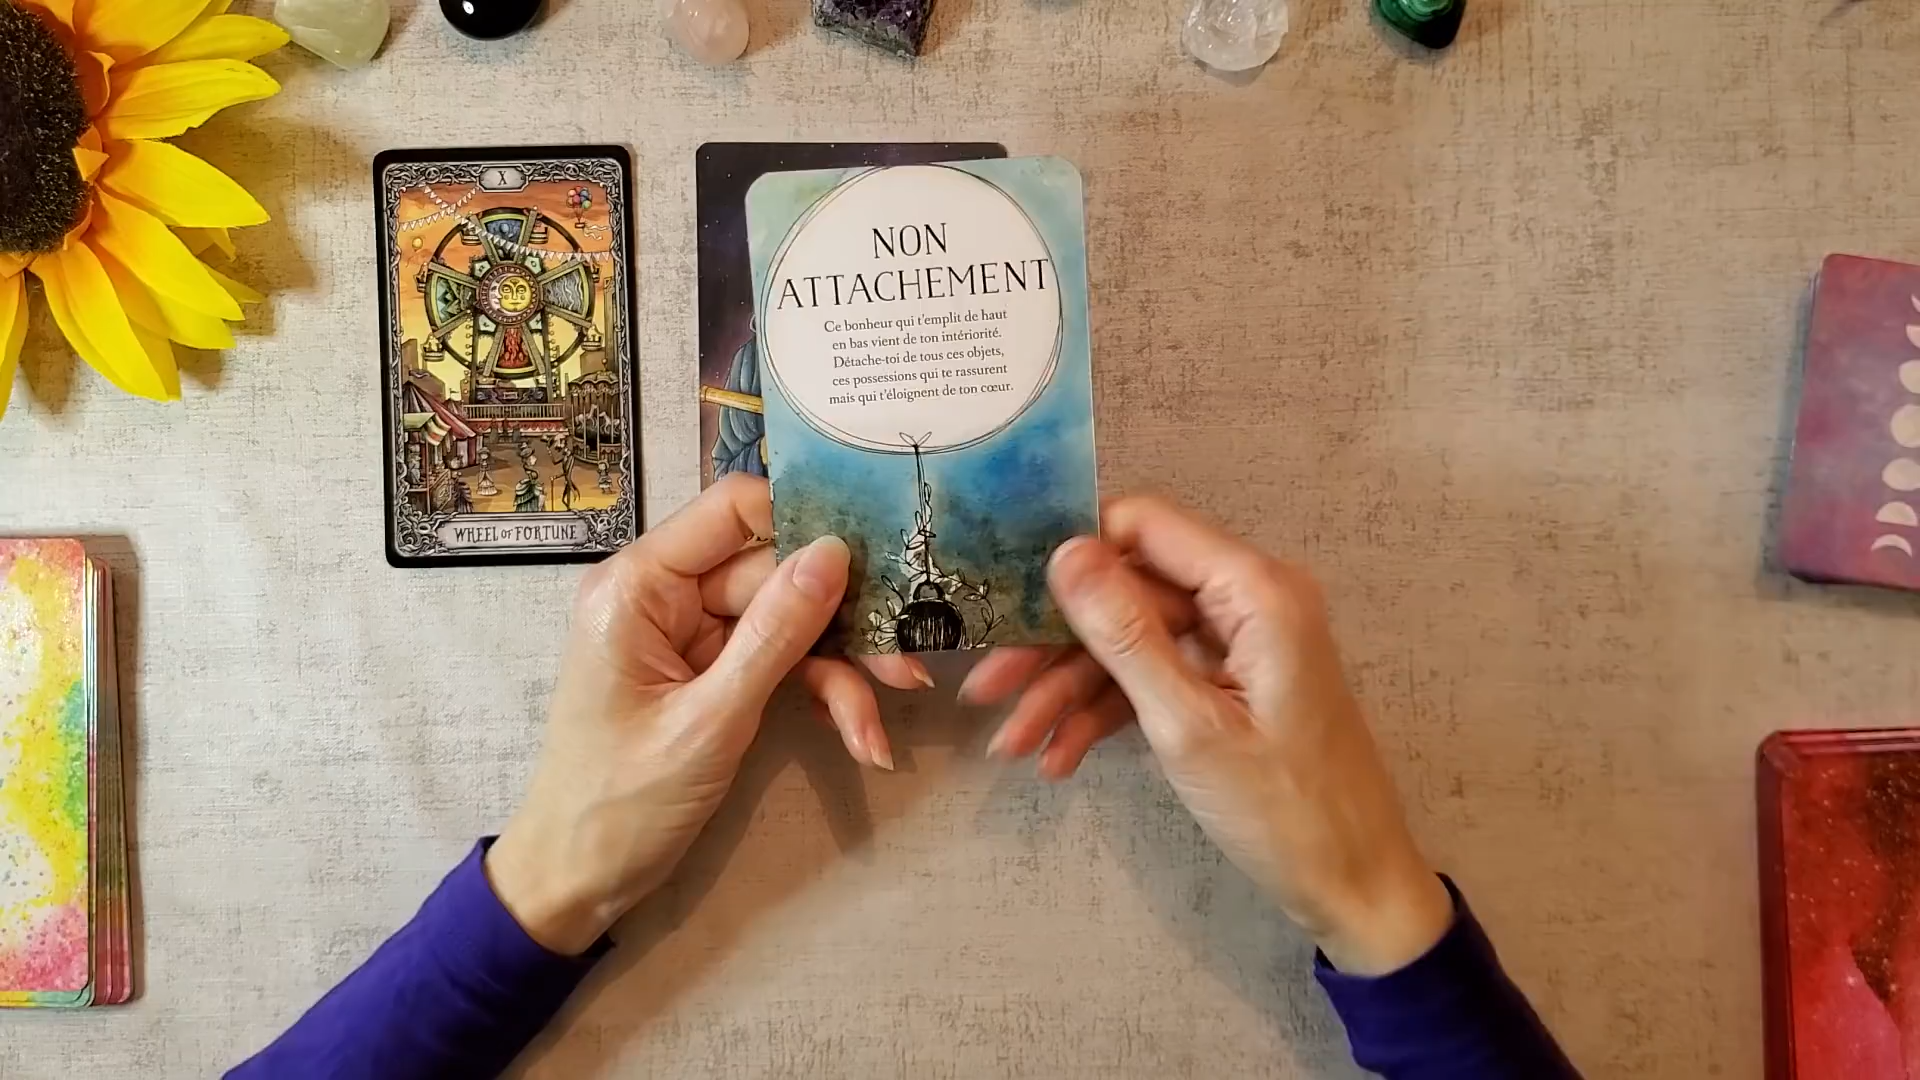 X
WHEEL OF FORTUNE
NON
ATTACHEMENT
Ce bonheur qui t'emplit de haut
en bas vient de ton intériorité.
Détache-toi de tous ces objets,
ces possessions qui te rassurent
mais qui t'éloignent de ton cœur.